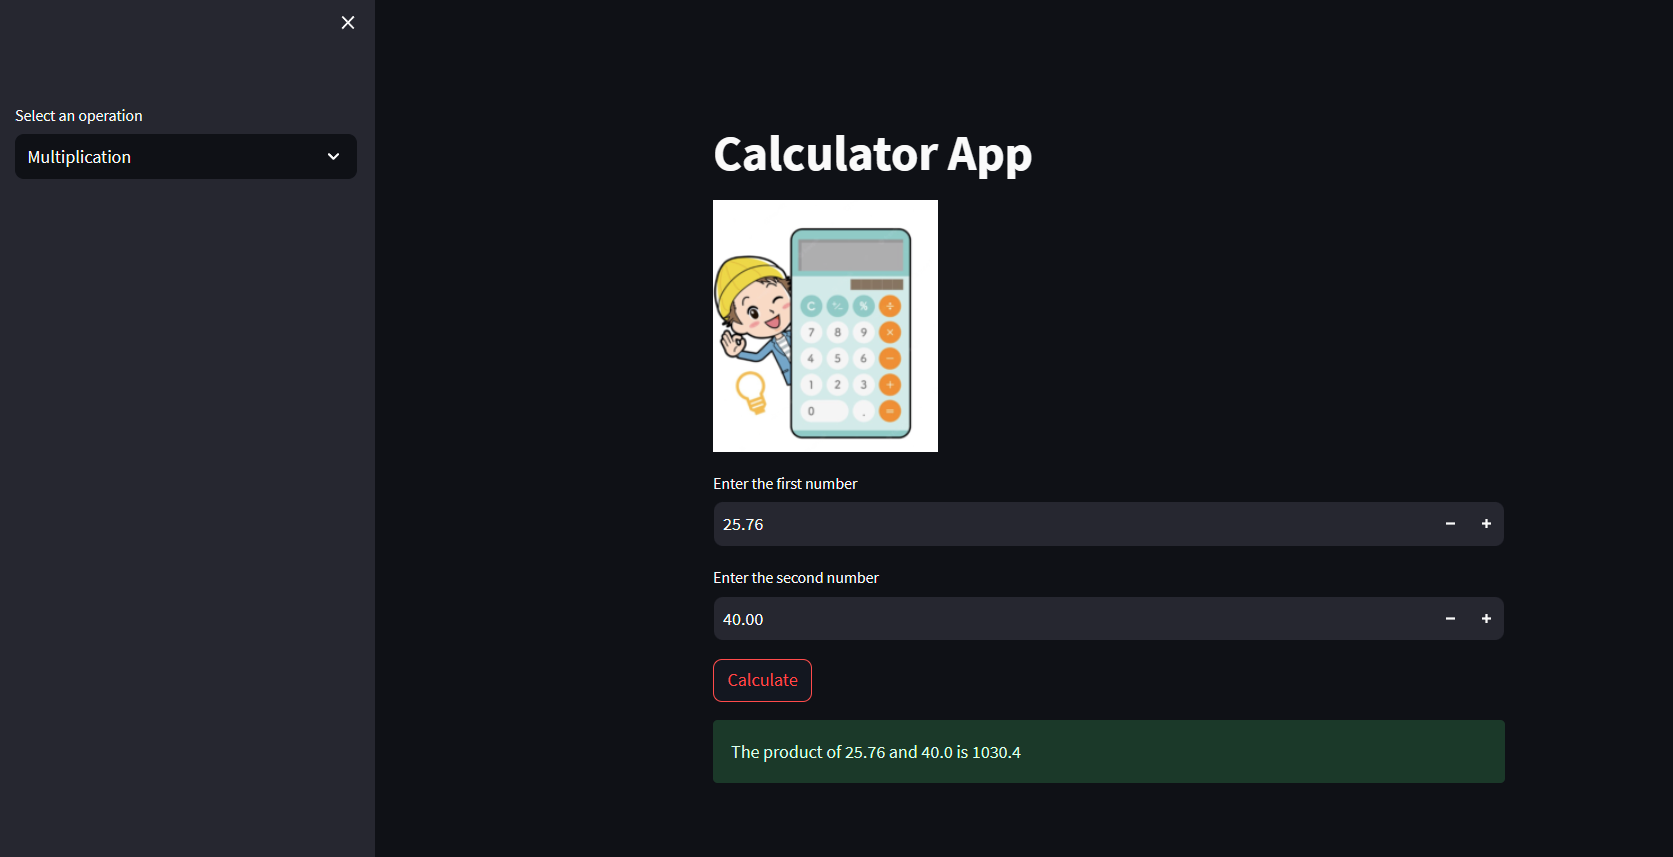 Select an operation
Multiplication
Calculator App
C +/- % ÷
7 8 9 ×
4 5 6 −
1 2 3 +
0 . =
Enter the first number
25.76 − +
Enter the second number
40.00 − +
Calculate
The product of 25.76 and 40.0 is 1030.4